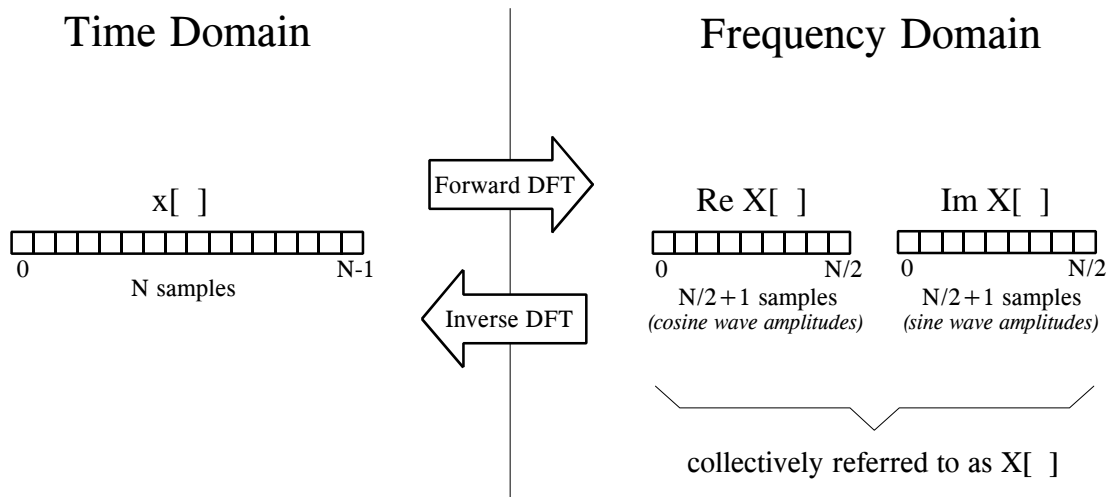 Time Domain
Frequency Domain
Forward DFT
x[ ]
Re X[ ]
Im X[ ]
0
N-1
0
N/2
0
N/2
N samples
N/2+1 samples
(cosine wave amplitudes)
N/2+1 samples
(sine wave amplitudes)
Inverse DFT
collectively referred to as X[ ]